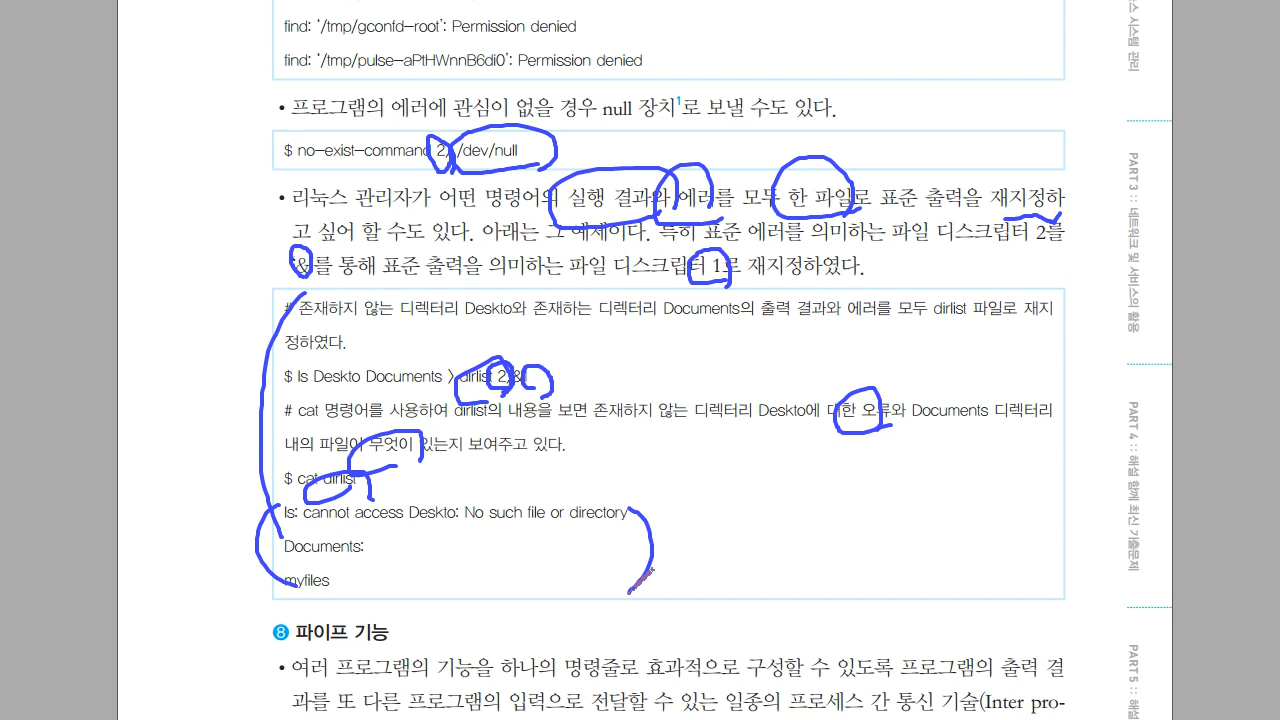 find: ‘/tmp/gconfd-root’: Permission denied
find: ‘/tmp/pulse- Permission denied
• 프로그램의 에러에 관심이 없을 경우 null 장치1로 보낼 수도 있다.
$ no-exist-command 2> /dev/null
• 리눅스 관리자가 어떤 명령어의 실행 결과와 에러를 모두 한 파일로 표준 출력을 재지정하
고 싶어 할 수도 있다. 아래는 그 예제이다. 특히 표준 에러를 의미하는 파일 디스크립터 2를
&를 통해 표준 출력을 의미하는 파일 디스크립터 1로 재지정하였다.
# 존재하지 않는 디렉터리 Deskto와 존재하는 디렉터리 Documents의 출력 결과와 에러를 모두 dirlist 파일로 재지
정하였다.
$ ls Deskto Documents > dirlist 2>&1
# cat 명령어를 사용하여 dirlist의 내용을 보면 존재하지 않는 디렉터리 Deskto에 대한 오류와 Documents 디렉터리
내의 파일이 무엇이 있는지 보여주고 있다.
$ cat dirlist
ls: cannot access Deskto: No such file or directory
Documents:
myfiles
8 파이프 기능
• 여러 프로그램의 기능을 하나의 명령줄로 효과적으로 구성할 수 있도록 프로그램의 출력 결
과를 또 다른 프로그램의 입력으로 전달할 수 있는 일종의 프로세스 간 통신 기술(Inter pro-
시스템 관리
PART 3 :: 네트워크 및 서비스의 활용
PART 4 :: 해설 함께 최신 기출문제
PART 5 :: 해설